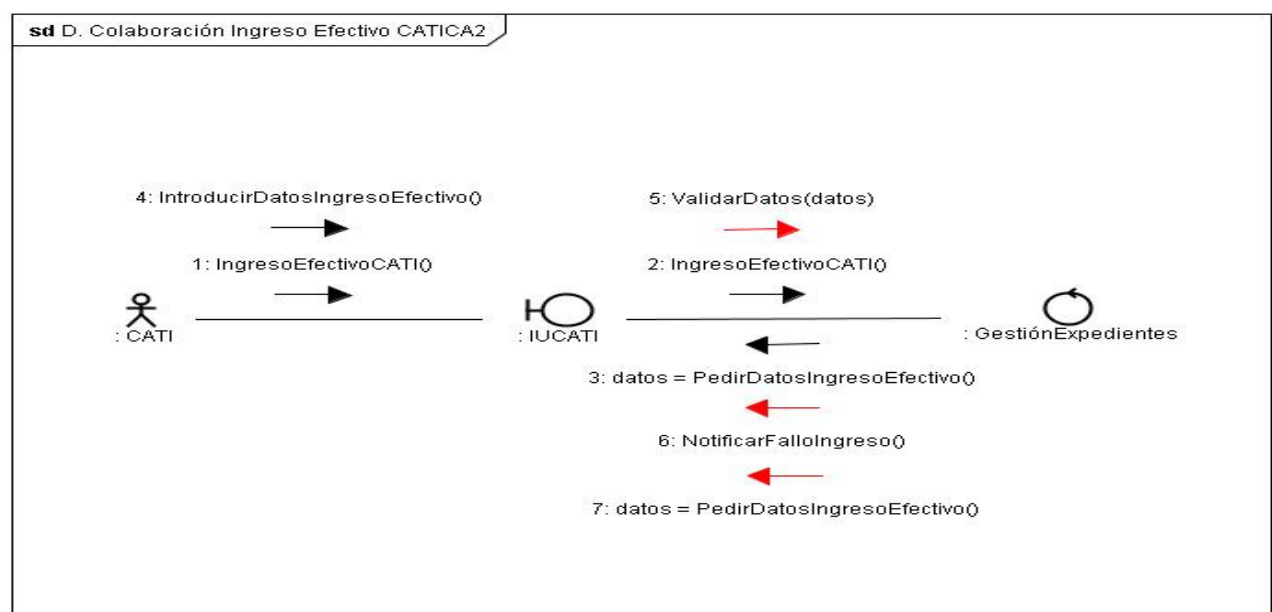 sd D. Colaboración Ingreso Efectivo CATICA2
4: IntroducirDatosIngresoEfectivo()
5: ValidarDatos(datos)
1: IngresoEfectivoCATI()
2: IngresoEfectivoCATI()
: CATI
: IUCATI
: GestiónExpedientes
3: datos = PedirDatosIngresoEfectivo()
6: NotificarFalloIngreso()
7: datos = PedirDatosIngresoEfectivo()